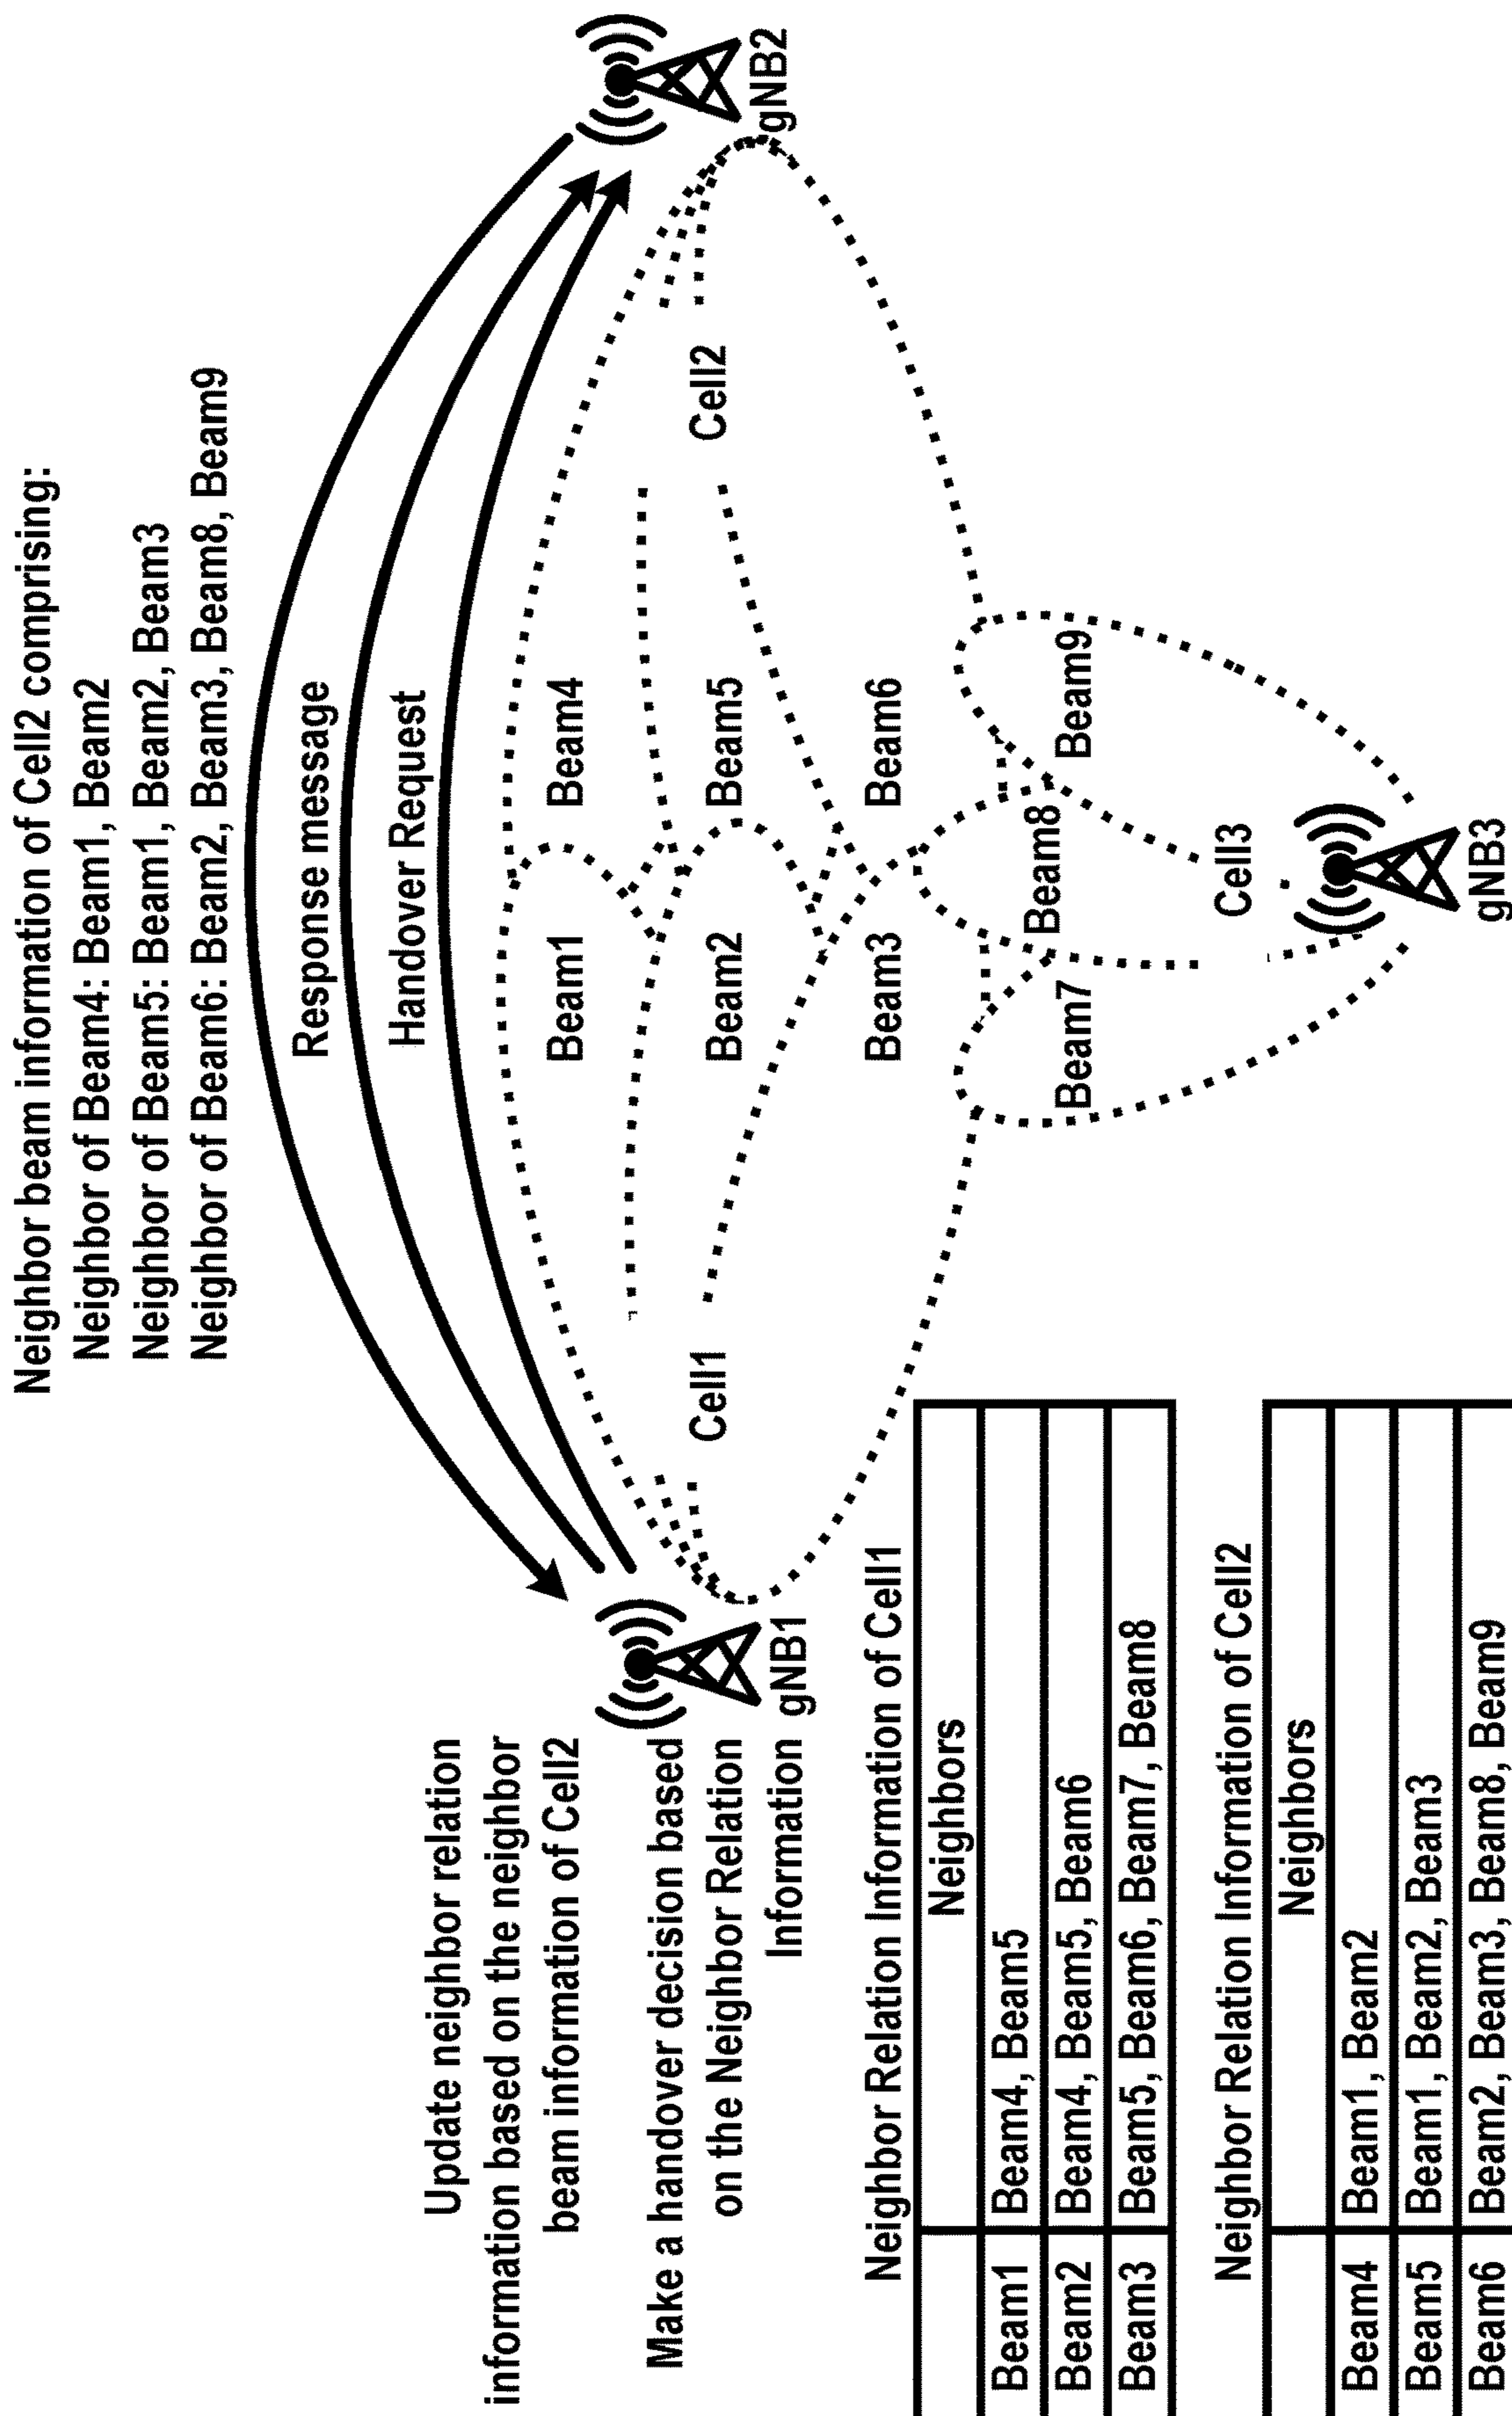 Neighbor beam information of Cell2 comprising:
Neighbor of Beam4: Beam1, Beam2
Neighbor of Beam5: Beam1, Beam2, Beam3
Neighbor of Beam6: Beam2, Beam3, Beam8, Beam9
Response message
Handover Request
Update neighbor relation
information based on the neighbor
beam information of Cell2
Make a handover decision based
on the Neighbor Relation
Information
gNB1
gNB2
Cell1
Beam1
Beam4
Cell2
Beam2
Beam5
Beam3
Beam6
Beam7
Beam8
Beam9
Cell3
gNB3
Neighbor Relation Information of Cell1
Neighbors
Beam1 Beam4, Beam5
Beam2 Beam4, Beam5, Beam6
Beam3 Beam5, Beam6, Beam7, Beam8
Neighbor Relation Information of Cell2
Neighbors
Beam4 Beam1, Beam2
Beam5 Beam1, Beam2, Beam3
Beam6 Beam2, Beam3, Beam8, Beam9